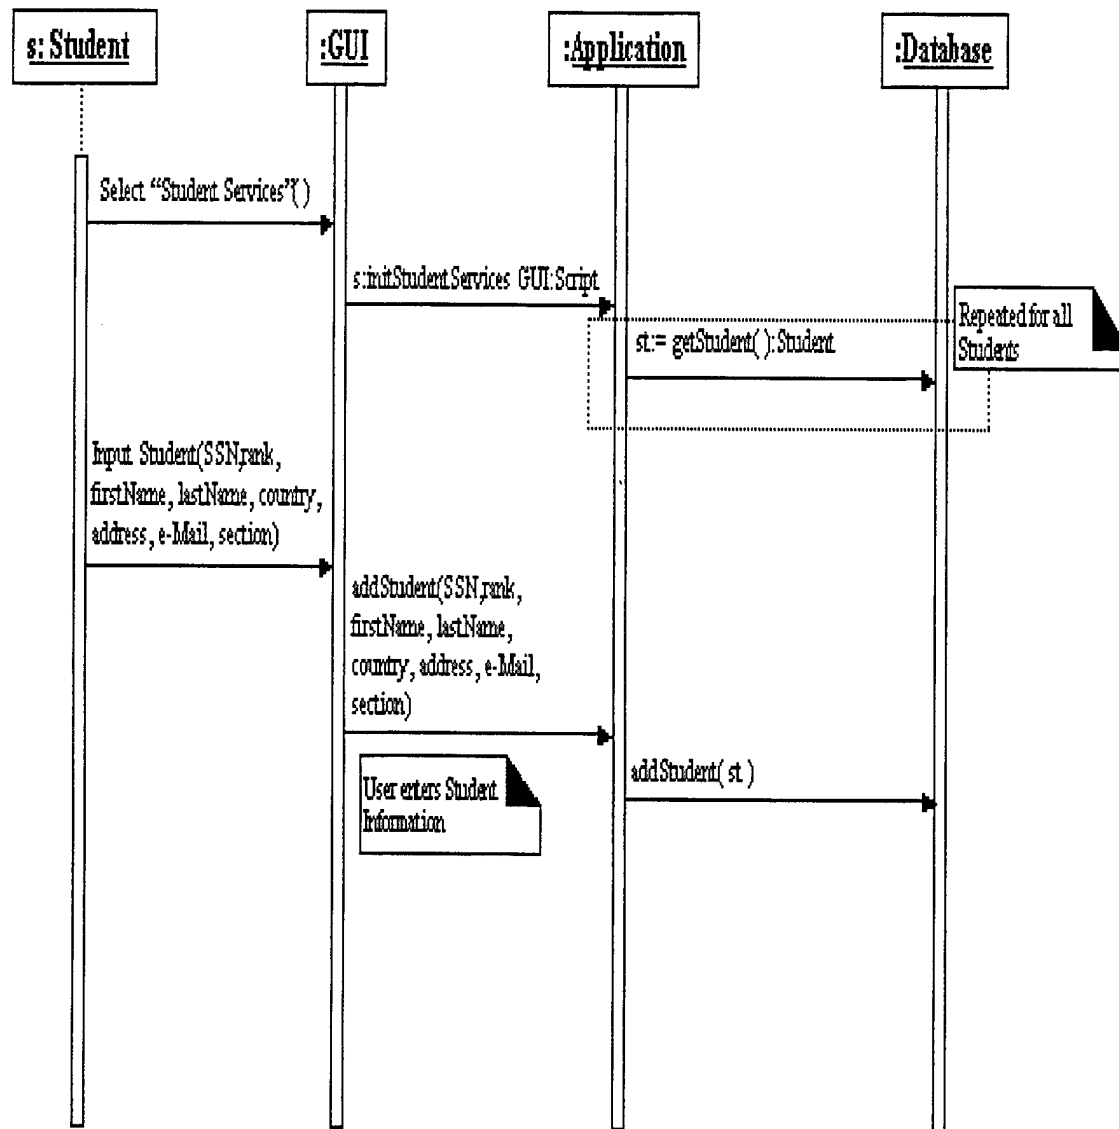 s: Student
:GUI
:Application
:Database
Select "Student Services"( )
s:initStudentServices GUI:Script
Repeated for all
Students
st:= getStudent( ):Student
Input Student(SSN,rank,
firstName, lastName, country,
address, e-Mail, section)
addStudent(SSN,rank,
firstName, lastName,
country, address, e-Mail,
section)
User enters Student
Information
addStudent( st )